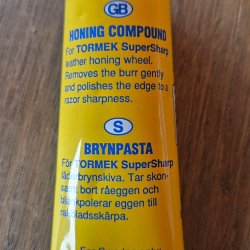 GB
HONING COMPOUND
For TORMEK SuperSharp
leather honing wheel.
Removes the burr gently
and polishes the edge to a
razor sharpness.
S
BRYNPASTA
För TORMEK SuperSharp
läderbrynskiva. Tar skon-
samt bort råeggen och
blankpolerar eggen till
rakbladsskärpa.